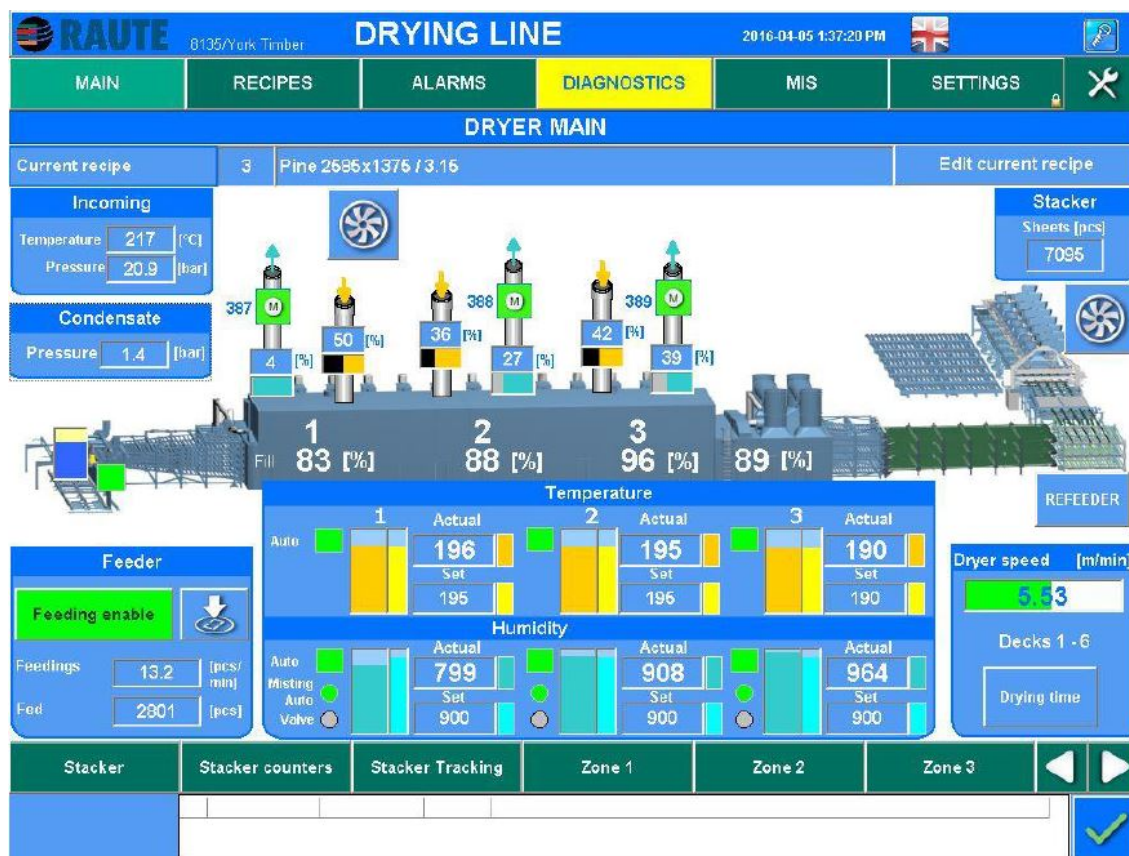 RAUTE 8135/York Timber DRYING LINE 2016-04-05 1:37:20 PM
MAIN RECIPES ALARMS DIAGNOSTICS MIS SETTINGS
DRYER MAIN
Current recipe 3 Pine 2685x1375 / 3.15 Edit current recipe
Incoming
Temperature 217 [°C]
Pressure 20.9 [bar]
Condensate
Pressure 1.4 [bar]
Stacker
Sheets [pcs]
7095
387 M
388 M
389 M
4 [%]
50 [%]
36 [%]
27 [%]
42 [%]
39 [%]
1 2 3
Fill 83 [%] 88 [%] 96 [%] 89 [%]
REFEEDER
Temperature
1 Actual 2 Actual 3 Actual
Auto 196 195 190
Set Set Set
195 195 190
Humidity
Actual Actual Actual
Auto 799 908 964
Misting
Auto Set Set Set
Valve 900 900 900
Feeder
Feeding enable
Feedings 13.2 [pcs/
min]
Fed 2801 [pcs]
Dryer speed [m/min]
5.53
Decks 1 - 6
Drying time
Stacker Stacker counters Stacker Tracking Zone 1 Zone 2 Zone 3